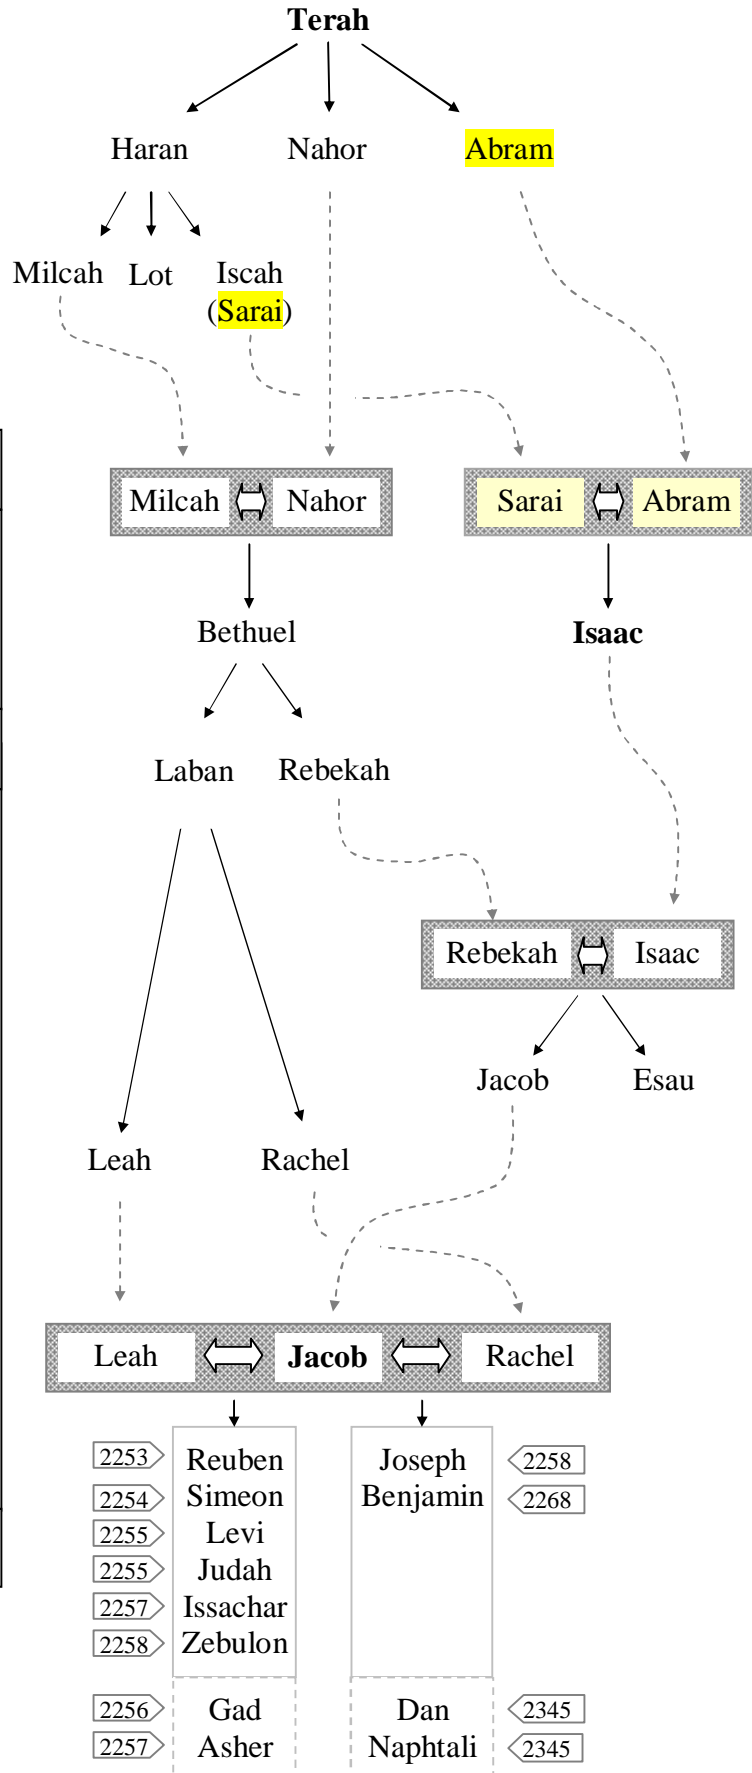 Terah
Haran Nahor Abram
Milcah Lot Iscah
(Sarai)
Milcah Nahor Sarai Abram
Bethuel Isaac
Laban Rebekah
Rebekah Isaac
Jacob Esau
Leah Rachel
Leah Jacob Rachel
2253 Reuben Joseph 2258
2254 Simeon Benjamin 2268
2255 Levi
2255 Judah
2257 Issachar
2258 Zebulon
2256 Gad Dan 2345
2257 Asher Naphtali 2345